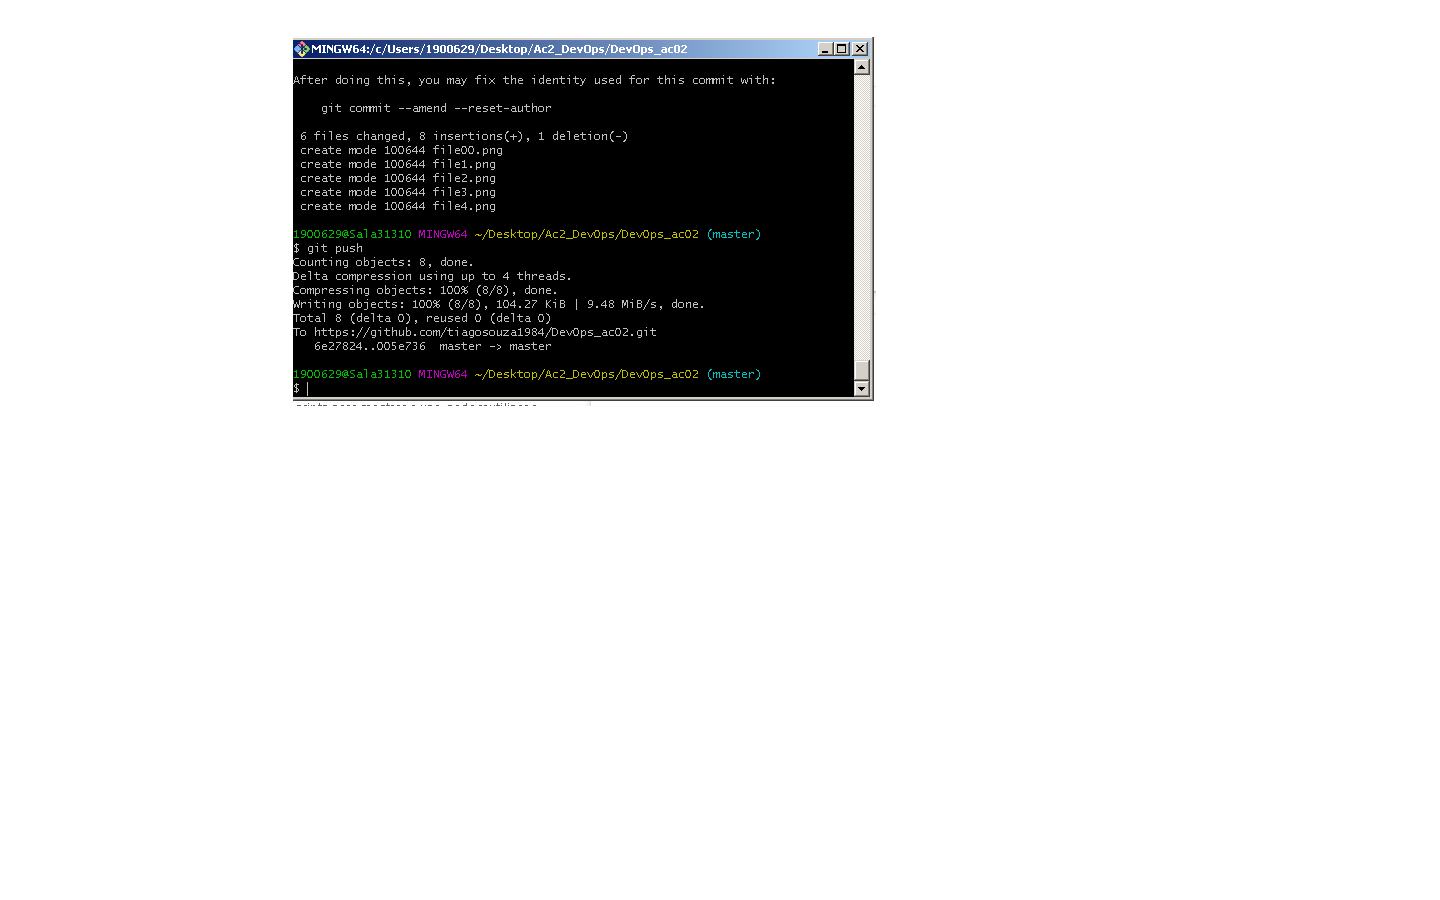 MINGW64:/c/Users/1900629/Desktop/Ac2_DevOps/DevOps_ac02
After doing this, you may fix the identity used for this commit with:
git commit --amend --reset-author
6 files changed, 8 insertions(+), 1 deletion(-)
create mode 100644 file00.png
create mode 100644 file1.png
create mode 100644 file2.png
create mode 100644 file3.png
create mode 100644 file4.png
1900629@Sala31310 MINGW64 ~/Desktop/Ac2_DevOps/DevOps_ac02 (master)
$ git push
Counting objects: 8, done.
Delta compression using up to 4 threads.
Compressing objects: 100% (8/8), done.
Writing objects: 100% (8/8), 104.27 KiB | 9.48 MiB/s, done.
Total 8 (delta 0), reused 0 (delta 0)
To https://github.com/tiagosouza1984/DevOps_ac02.git
6e27824..005e736  master -> master
1900629@Sala31310 MINGW64 ~/Desktop/Ac2_DevOps/DevOps_ac02 (master)
$